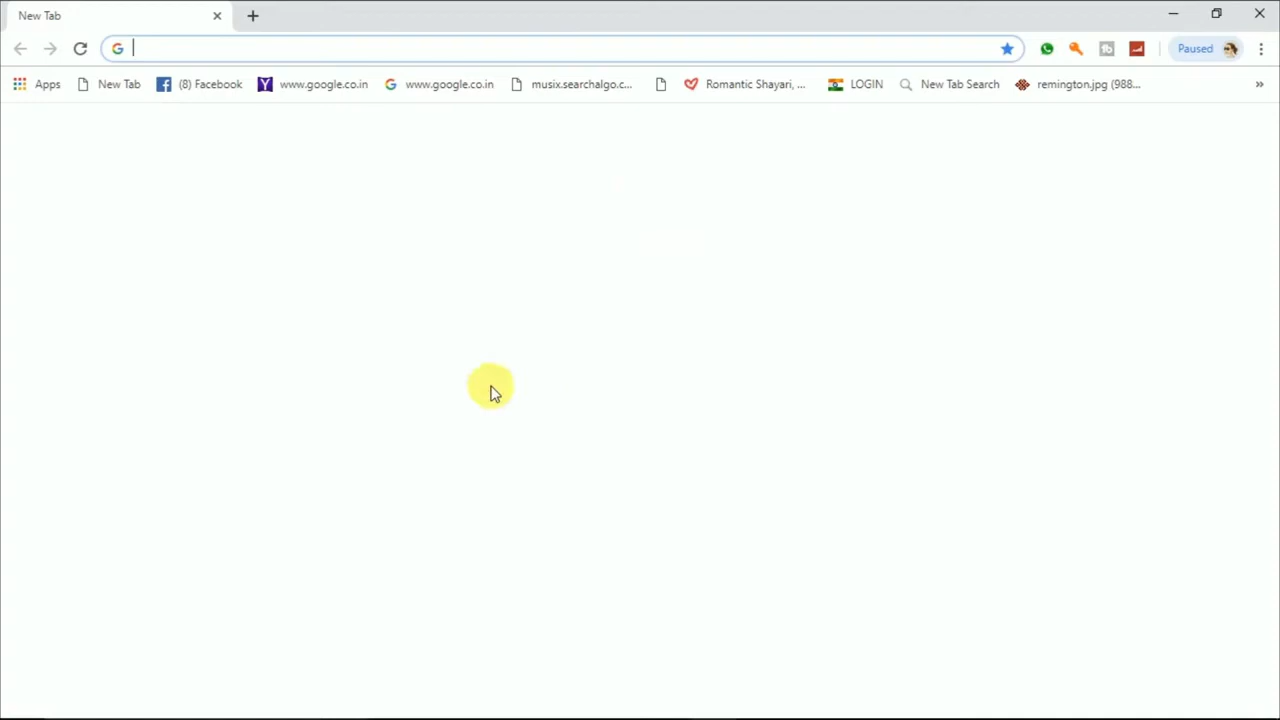 New Tab
Paused
Apps New Tab (8) Facebook www.google.co.in www.google.co.in musix.searchalgo.c... Romantic Shayari, ... LOGIN New Tab Search remington.jpg (988... »